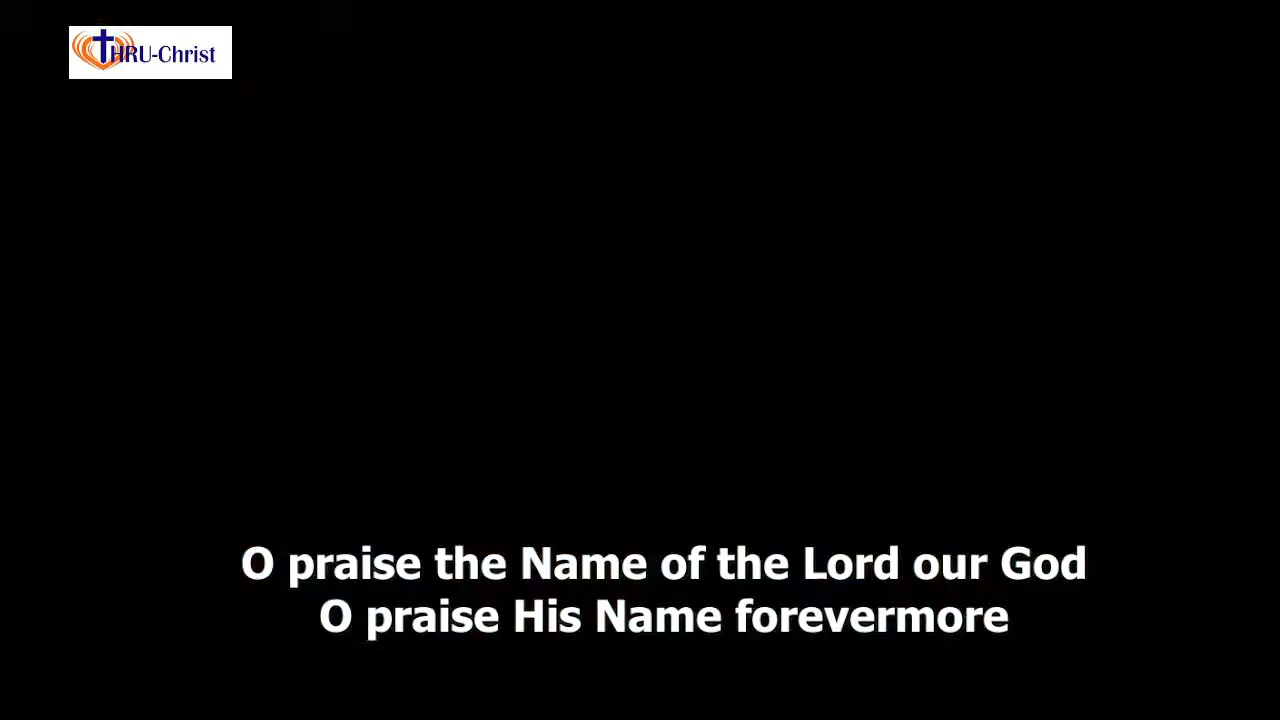 THRU-Christ
O praise the Name of the Lord our God
O praise His Name forevermore